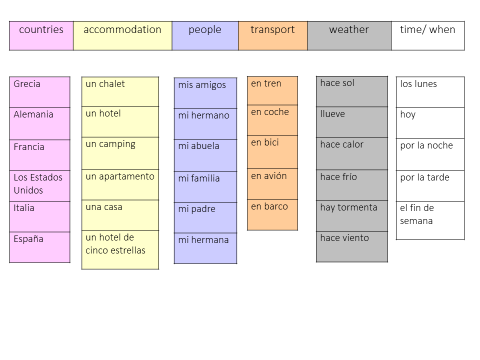 countries accommodation people transport weather time/ when
Grecia
Alemania
Francia
Los Estados
Unidos
Italia
España
un chalet
un hotel
un camping
un apartamento
una casa
un hotel de
cinco estrellas
mis amigos
mi hermano
mi abuela
mi familia
mi padre
mi hermana
en tren
en coche
en bici
en avión
en barco
hace sol
llueve
hace calor
hace frío
hay tormenta
hace viento
los lunes
hoy
por la noche
por la tarde
el fin de
semana